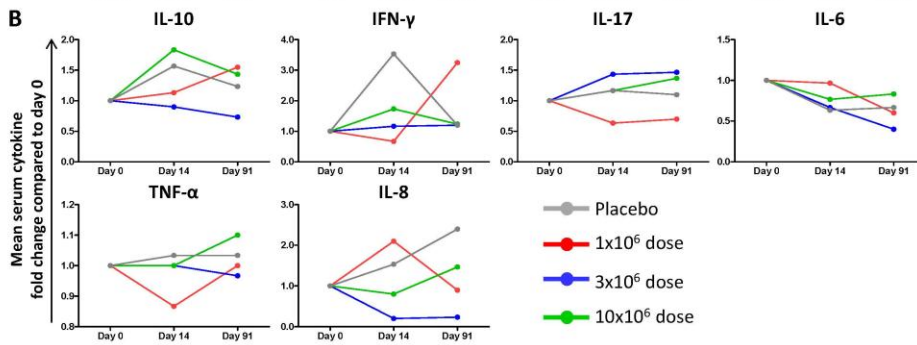 B
Mean serum cytokine
fold change compared to day 0
IL-10
2.0
1.5
1.0
0.5
0.0
Day 0 Day 14 Day 91
IFN-γ
4.0
3.0
2.0
1.0
0.0
Day 0 Day 14 Day 91
IL-17
2.0
1.5
1.0
0.5
0.0
Day 0 Day 14 Day 91
IL-6
1.5
1.0
0.5
0.0
Day 0 Day 14 Day 91
TNF-α
1.2
1.1
1.0
0.9
0.8
Day 0 Day 14 Day 91
IL-8
3.0
2.0
1.0
0.0
Day 0 Day 14 Day 91
Placebo
1x10⁶ dose
3x10⁶ dose
10x10⁶ dose